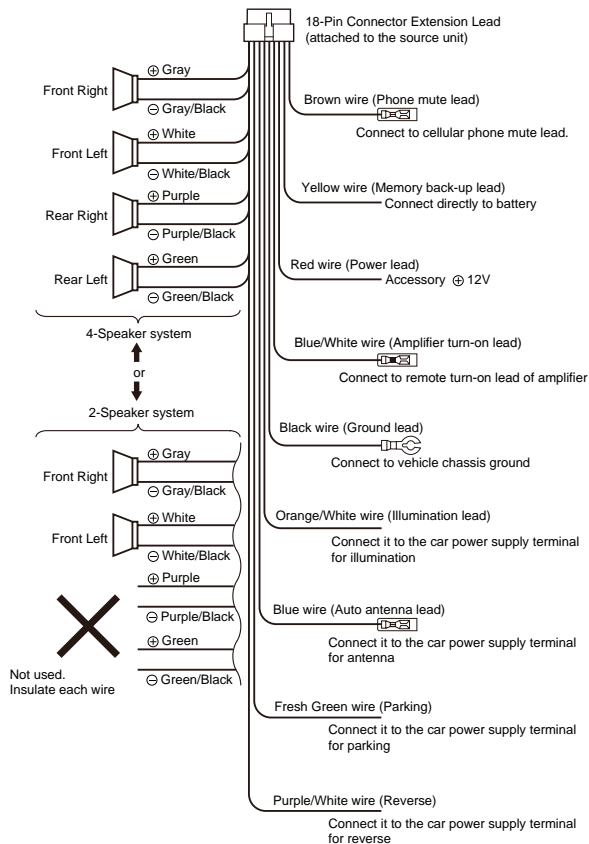 18-Pin Connector Extension Lead
(attached to the source unit)
⊕ Gray
Front Right
⊖ Gray/Black
⊕ White
Front Left
⊖ White/Black
⊕ Purple
Rear Right
⊖ Purple/Black
⊕ Green
Rear Left
⊖ Green/Black
4-Speaker system
or
2-Speaker system
⊕ Gray
Front Right
⊖ Gray/Black
⊕ White
Front Left
⊖ White/Black
⊕ Purple
⊖ Purple/Black
⊕ Green
⊖ Green/Black
Not used.
Insulate each wire
Brown wire (Phone mute lead)
Connect to cellular phone mute lead.
Yellow wire (Memory back-up lead)
Connect directly to battery
Red wire (Power lead)
Accessory ⊕ 12V
Blue/White wire (Amplifier turn-on lead)
Connect to remote turn-on lead of amplifier
Black wire (Ground lead)
Connect to vehicle chassis ground
Orange/White wire (Illumination lead)
Connect it to the car power supply terminal
for illumination
Blue wire (Auto antenna lead)
Connect it to the car power supply terminal
for antenna
Fresh Green wire (Parking)
Connect it to the car power supply terminal
for parking
Purple/White wire (Reverse)
Connect it to the car power supply terminal
for reverse